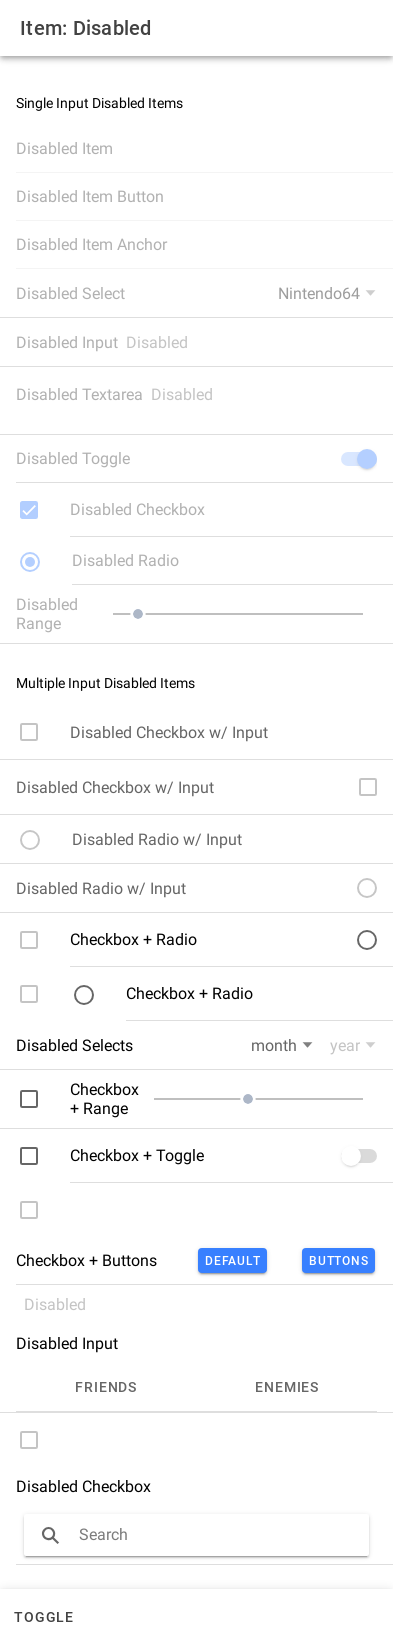 Item: Disabled
Single Input Disabled Items
Disabled Item
Disabled Item Button
Disabled Item Anchor
Disabled Select Nintendo64
Disabled Input Disabled
Disabled Textarea Disabled
Disabled Toggle
Disabled Checkbox
Disabled Radio
Disabled
Range
Multiple Input Disabled Items
Disabled Checkbox w/ Input
Disabled Checkbox w/ Input
Disabled Radio w/ Input
Disabled Radio w/ Input
Checkbox + Radio
Checkbox + Radio
Disabled Selects month year
Checkbox
+ Range
Checkbox + Toggle
Checkbox + Buttons DEFAULT BUTTONS
Disabled
Disabled Input
FRIENDS ENEMIES
Disabled Checkbox
Search
TOGGLE